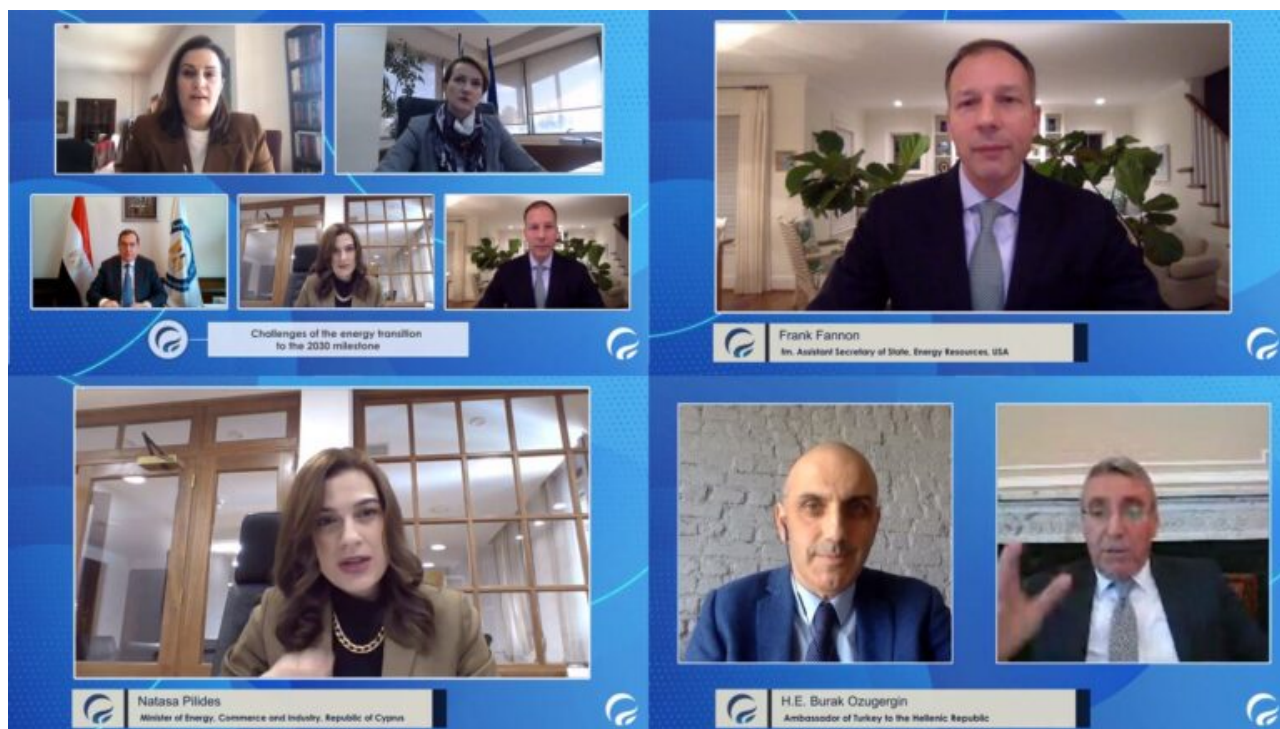 Challenges of the energy transition
to the 2030 milestone
Frank Fannon
fm. Assistant Secretary of State, Energy Resources, USA
Natasa Pilides
Minister of Energy, Commerce and Industry, Republic of Cyprus
H.E. Burak Ozugergin
Ambassador of Turkey to the Hellenic Republic